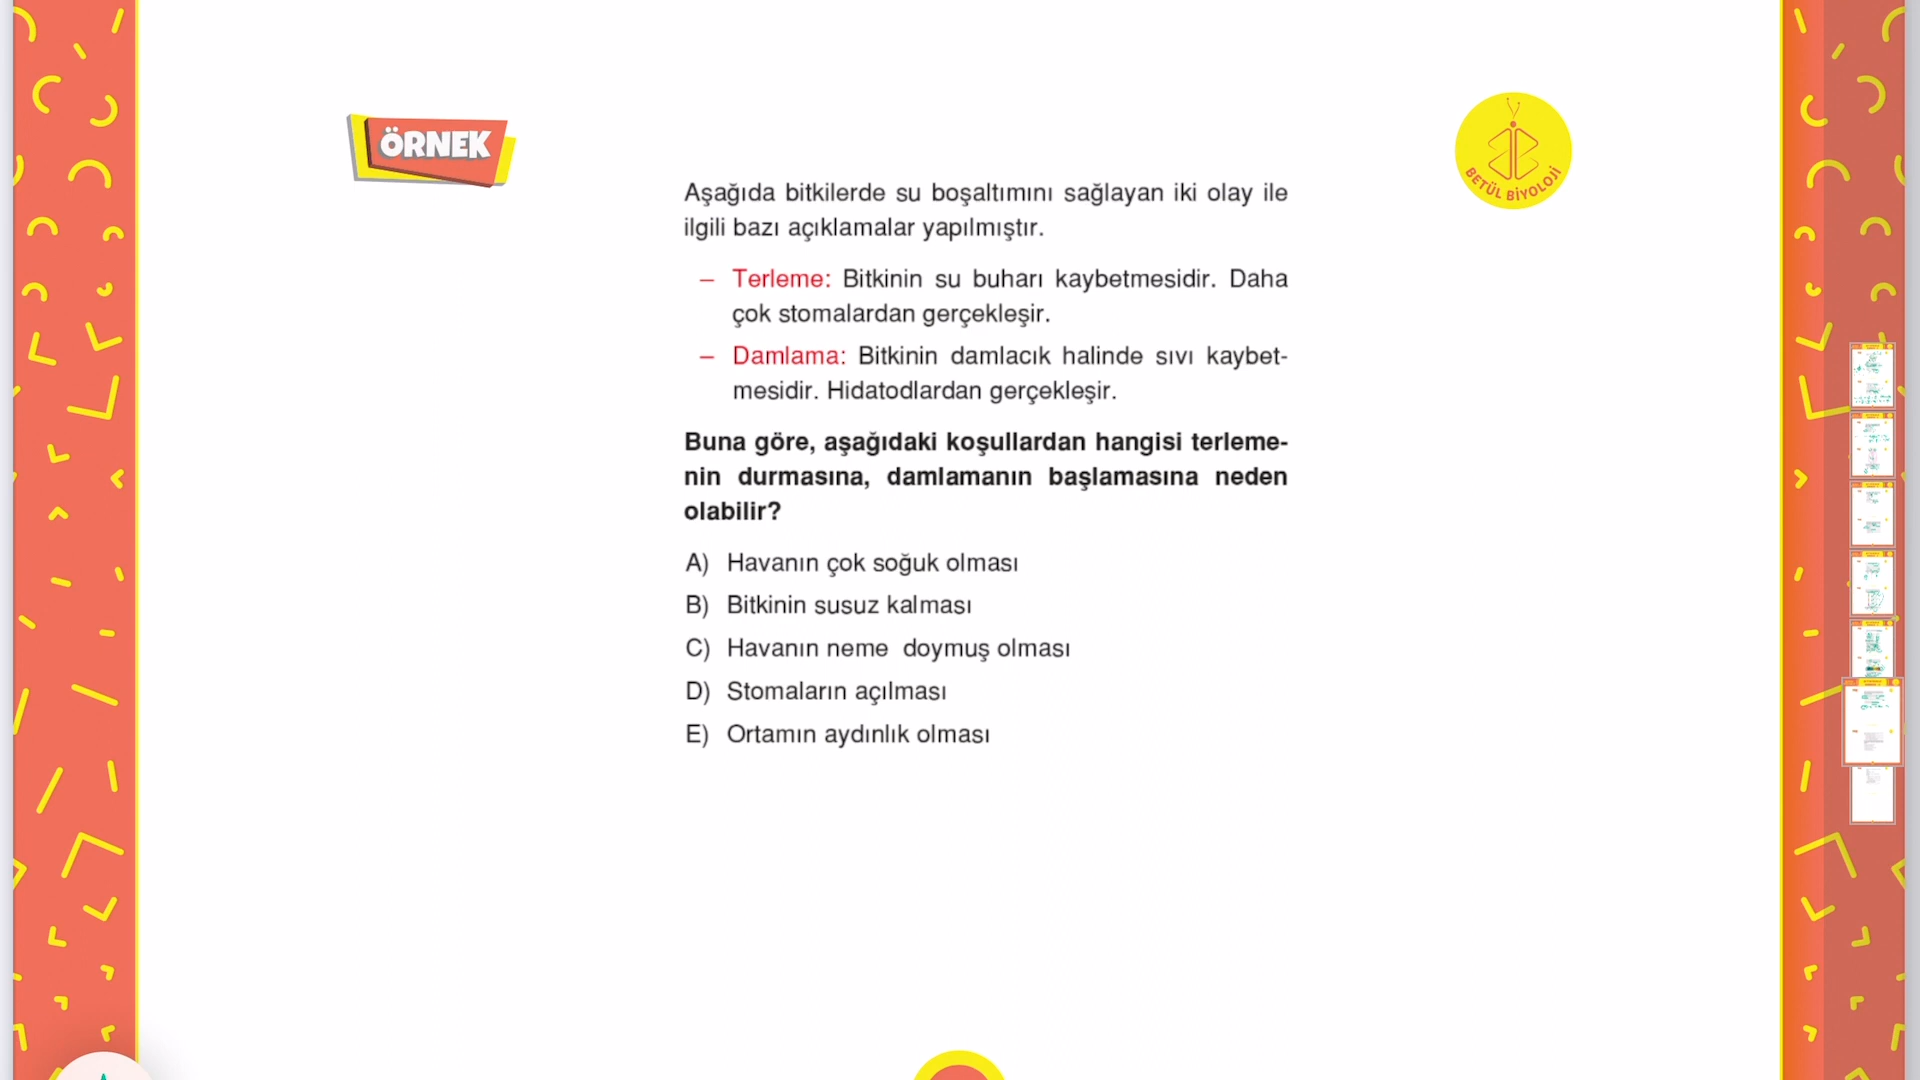 ÖRNEK
BETÜL BİYOLOJİ
Aşağıda bitkilerde su boşaltımını sağlayan iki olay ile
ilgili bazı açıklamalar yapılmıştır.
– Terleme: Bitkinin su buharı kaybetmesidir. Daha
çok stomalardan gerçekleşir.
– Damlama: Bitkinin damlacık halinde sıvı kaybet-
mesidir. Hidatodlardan gerçekleşir.
Buna göre, aşağıdaki koşullardan hangisi terleme-
nin durmasına, damlamanın başlamasına neden
olabilir?
A) Havanın çok soğuk olması
B) Bitkinin susuz kalması
C) Havanın neme doymuş olması
D) Stomaların açılması
E) Ortamın aydınlık olması